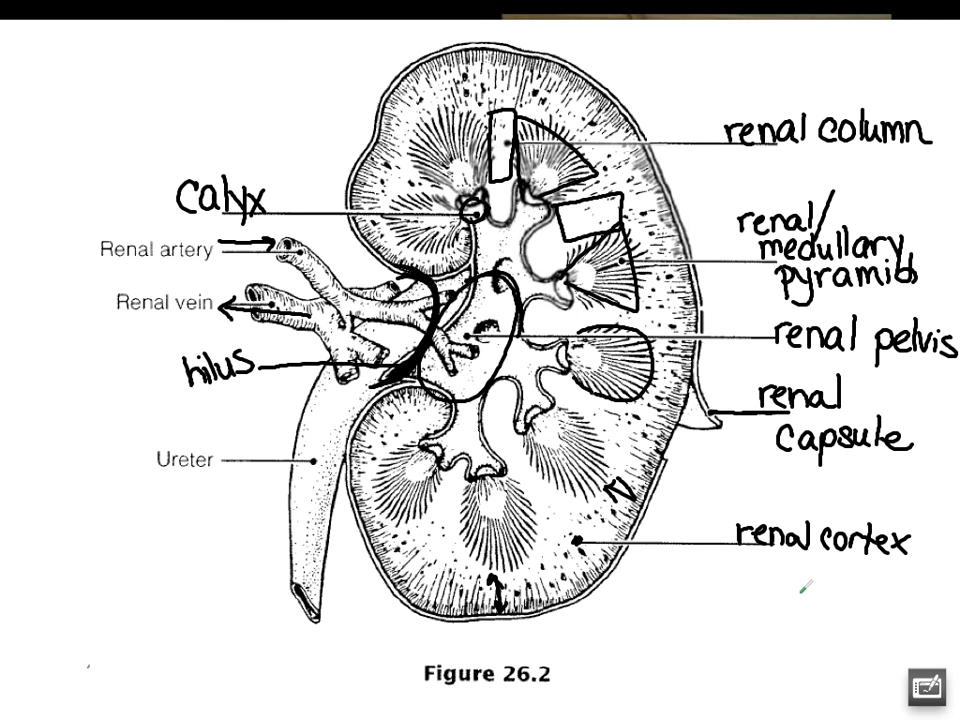 renal column
calyx
renal/
medullary
pyramid
Renal artery
Renal vein
renal pelvis
hilus
renal
capsule
Ureter
renal cortex
Figure 26.2